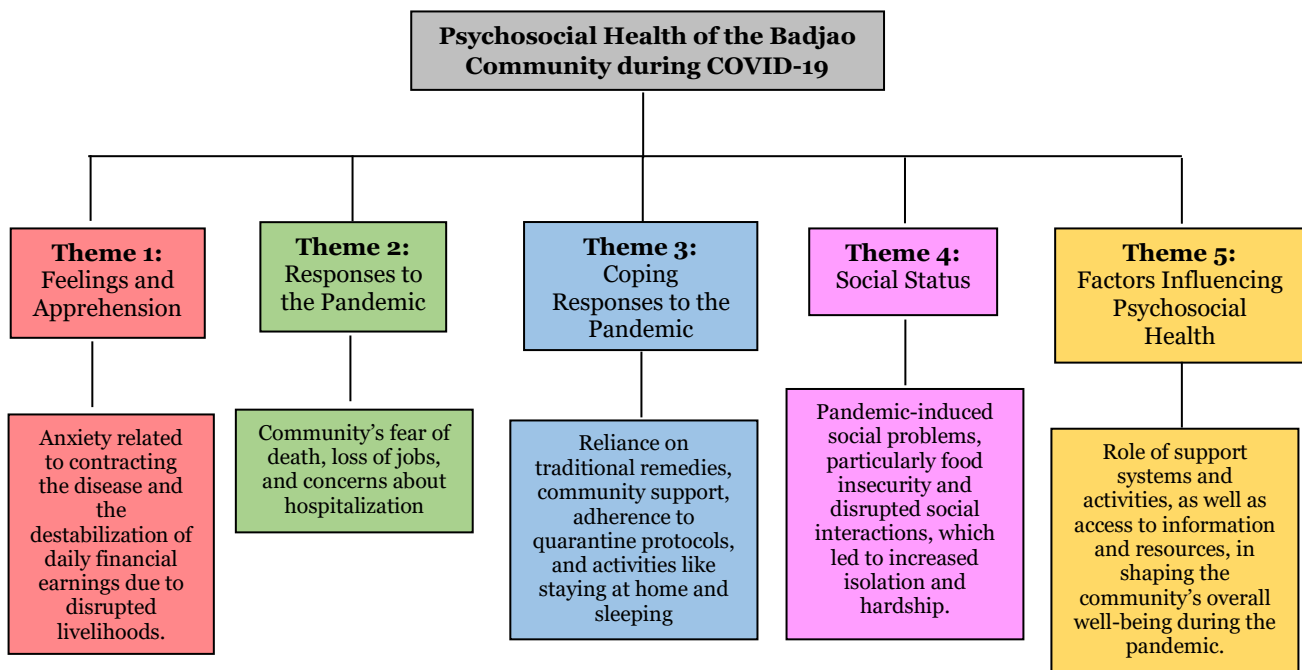 Psychosocial Health of the Badjao
Community during COVID-19
Theme 1:
Feelings and
Apprehension
Theme 2:
Responses to
the Pandemic
Theme 3:
Coping
Responses to the
Pandemic
Theme 4:
Social Status
Theme 5:
Factors Influencing
Psychosocial
Health
Anxiety related
to contracting
the disease and
the
destabilization of
daily financial
earnings due to
disrupted
livelihoods.
Community’s fear of
death, loss of jobs,
and concerns about
hospitalization
Reliance on
traditional remedies,
community support,
adherence to
quarantine protocols,
and activities like
staying at home and
sleeping
Pandemic-induced
social problems,
particularly food
insecurity and
disrupted social
interactions, which
led to increased
isolation and
hardship.
Role of support
systems and
activities, as well as
access to information
and resources, in
shaping the
community’s overall
well-being during the
pandemic.